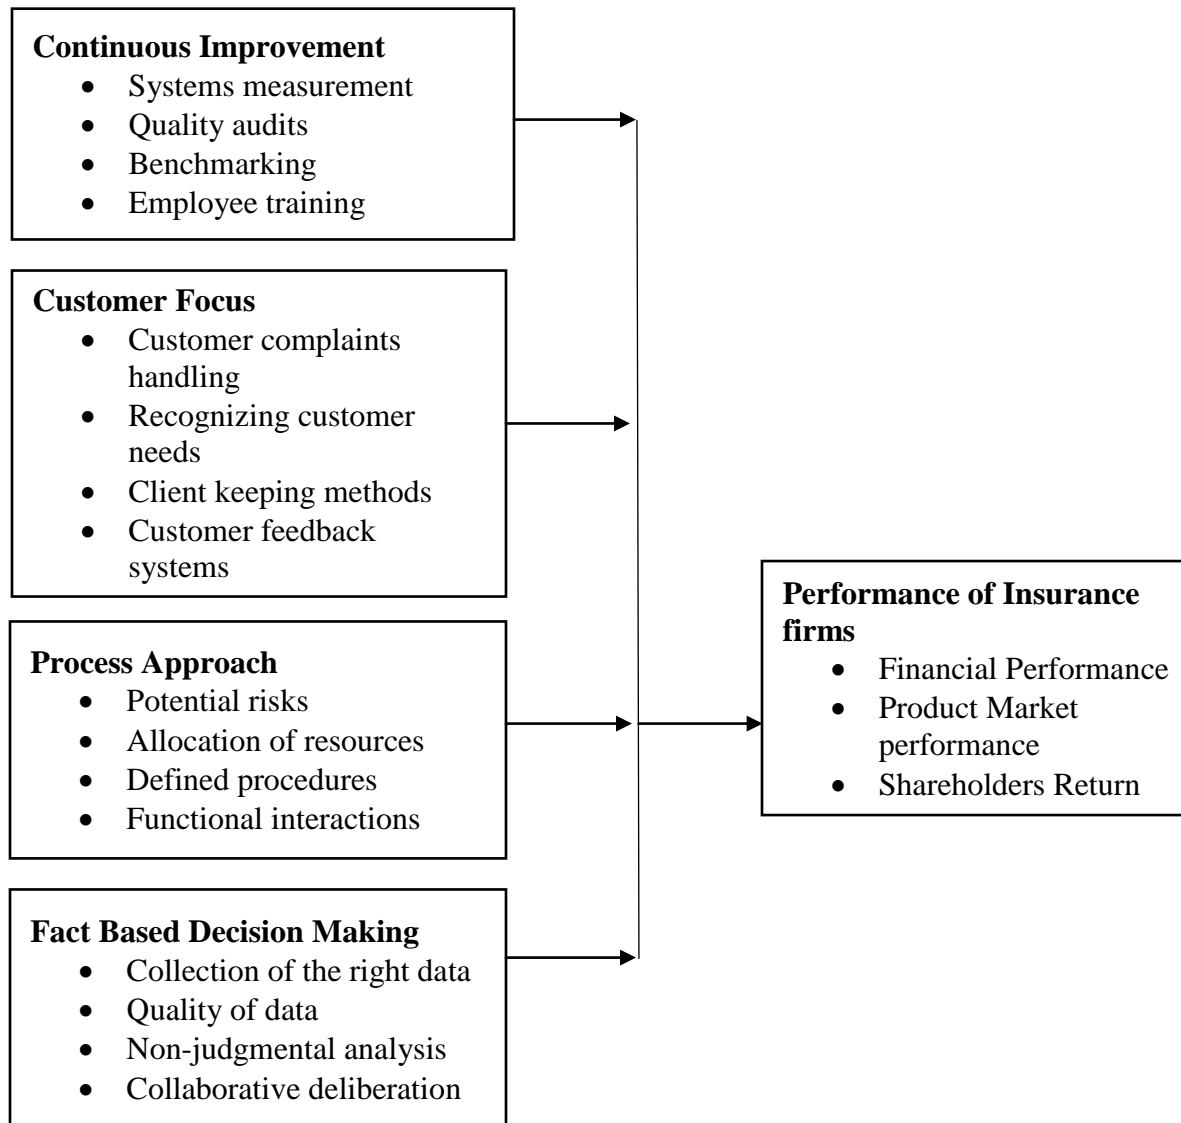 Continuous Improvement
• Systems measurement
• Quality audits
• Benchmarking
• Employee training
Customer Focus
• Customer complaints
handling
• Recognizing customer
needs
• Client keeping methods
• Customer feedback
systems
Process Approach
• Potential risks
• Allocation of resources
• Defined procedures
• Functional interactions
Fact Based Decision Making
• Collection of the right data
• Quality of data
• Non-judgmental analysis
• Collaborative deliberation
Performance of Insurance
firms
• Financial Performance
• Product Market
performance
• Shareholders Return